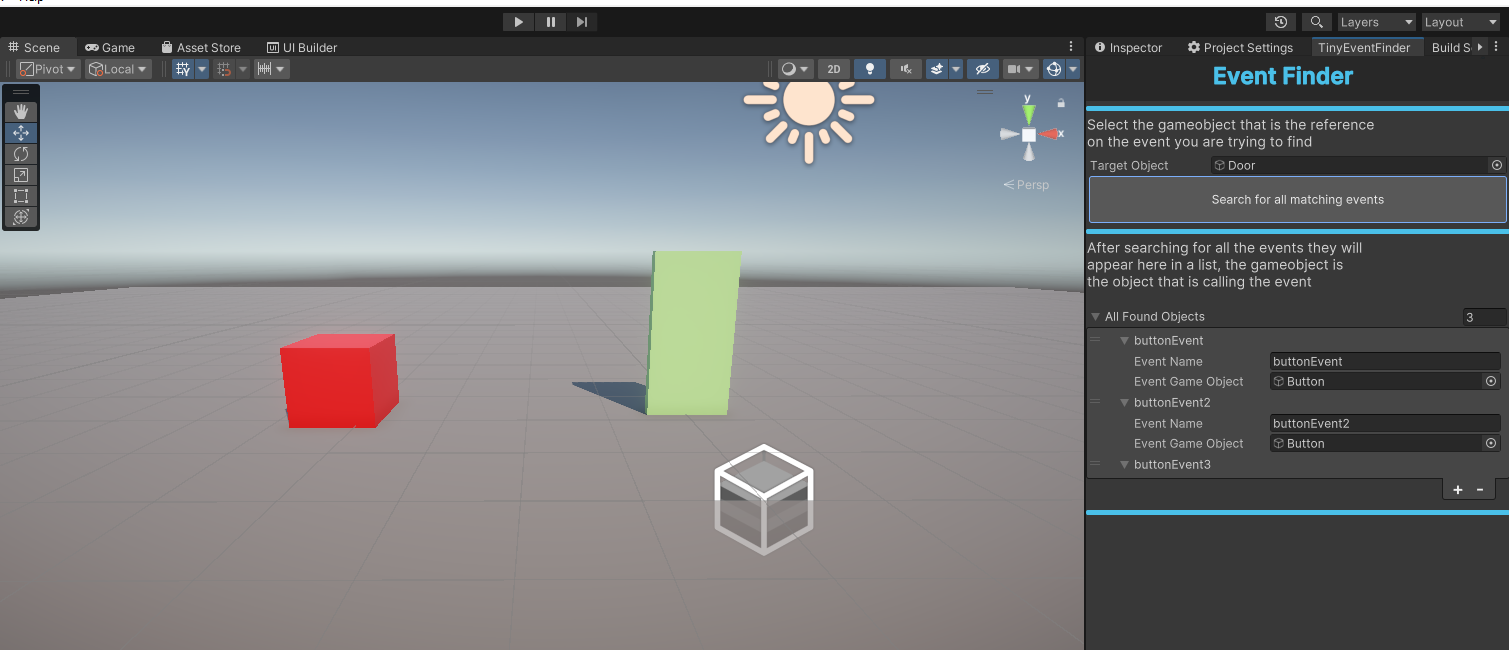 Layers
Layout
Scene
Game
Asset Store
UI Builder
Inspector
Project Settings
TinyEventFinder
Build S
Pivot
Local
2D
Event Finder
y
x
Persp
Select the gameobject that is the reference
on the event you are trying to find
Target Object
Door
Search for all matching events
After searching for all the events they will
appear here in a list, the gameobject is
the object that is calling the event
All Found Objects
3
buttonEvent
Event Name
buttonEvent
Event Game Object
Button
buttonEvent2
Event Name
buttonEvent2
Event Game Object
Button
buttonEvent3